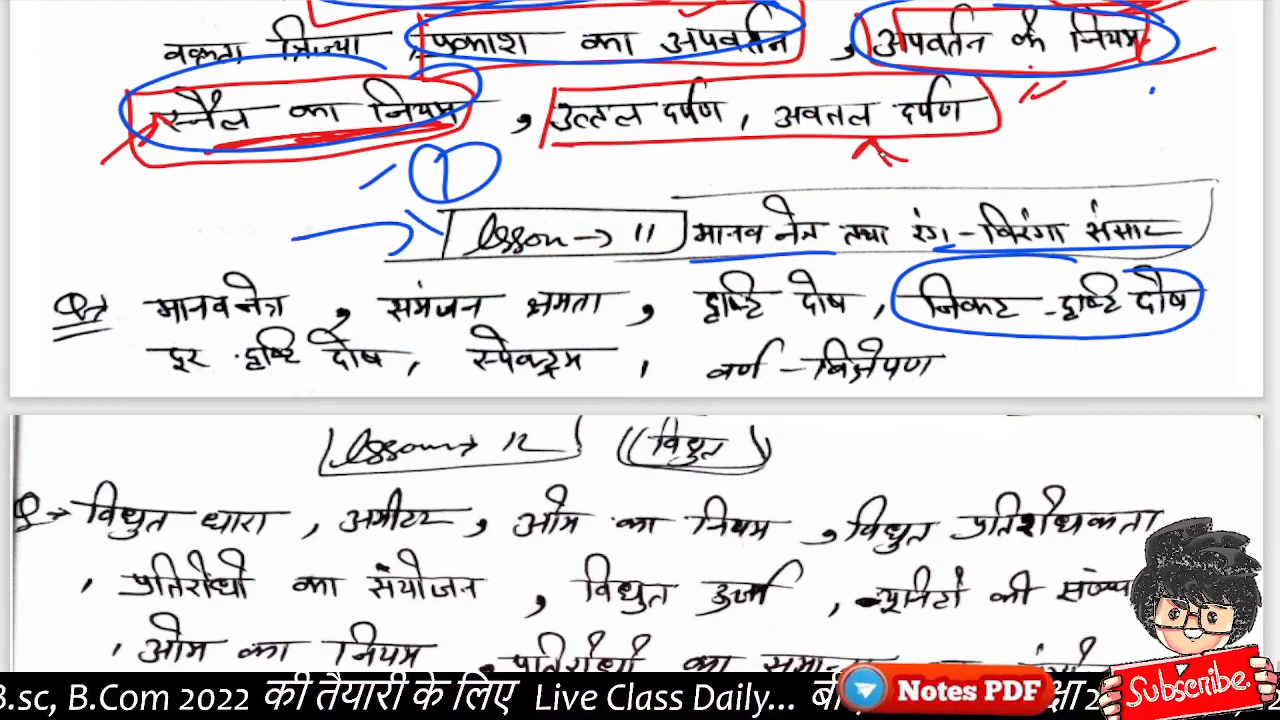 वक्रता त्रिज्या , प्रकाश का अपवर्तन , अपवर्तन के नियम
स्नैल का नियम , उत्तल दर्पण , अवतल दर्पण
①
lesson → 11 मानव नेत्र तथा रंग-बिरंगा संसार
Q→ मानव नेत्र , समंजन क्षमता , दृष्टि दोष , निकट-दृष्टि दोष
दूर दृष्टि दोष , स्पेक्ट्रम , वर्ण-विक्षेपण
lesson → 12 ((विधुत))
Q→ विधुत धारा , अमीटर , ओम का नियम , विधुत प्रतिरोधकता
, प्रतिरोधों का संयोजन , विधुत ऊर्जा , यूनिटों की
, ओम का नियम , प्रतिरोधों का
B.sc, B.Com 2022 की तैयारी के लिए Live Class Daily...
Notes PDF
Subscribe.